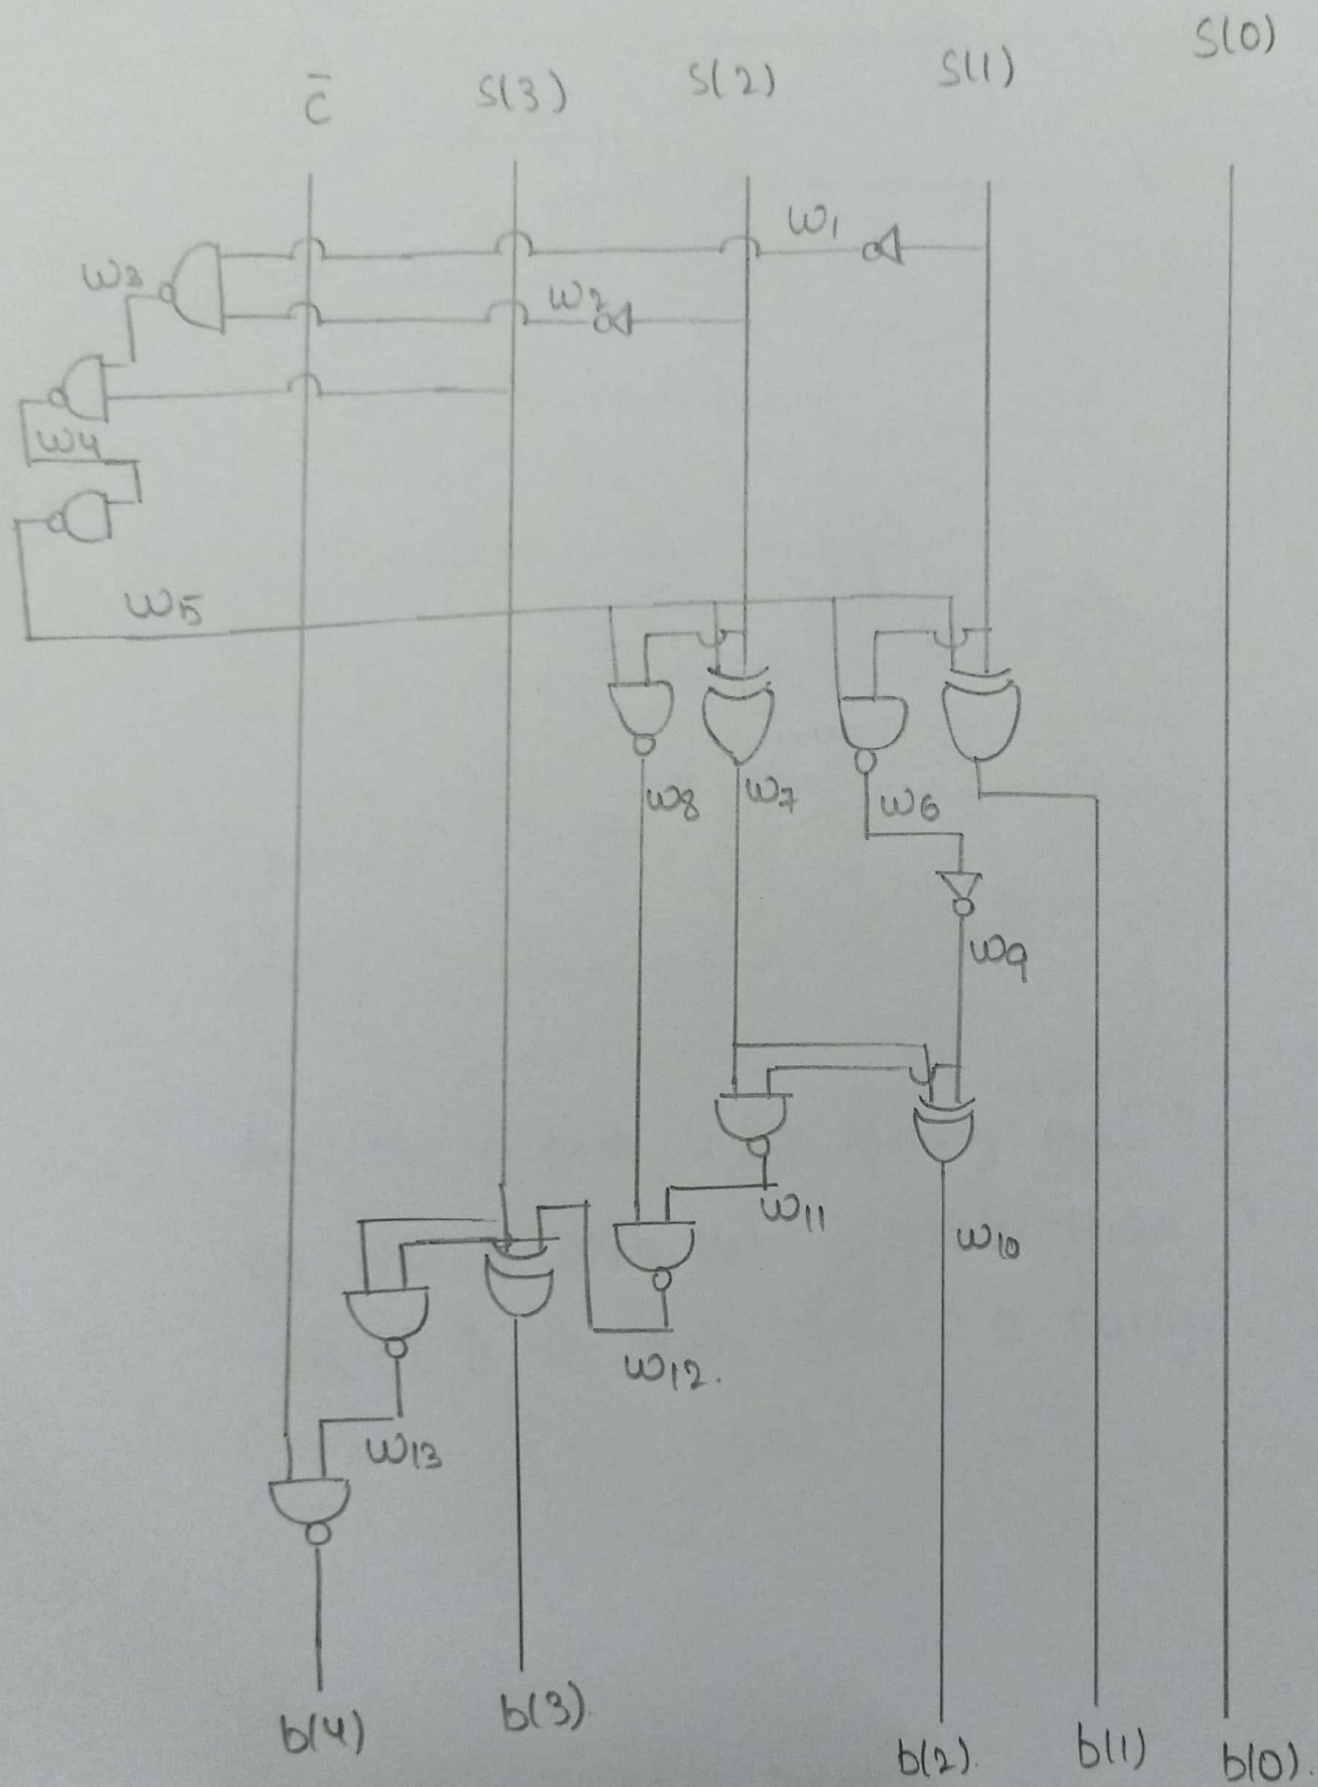 c̄ S(3) S(2) S(1) S(0)
w1
w3 w2
w4
w5
w8 w7 w6
w9
w11
w10
w12.
w13
b(4) b(3) b(2). b(1) b(0).